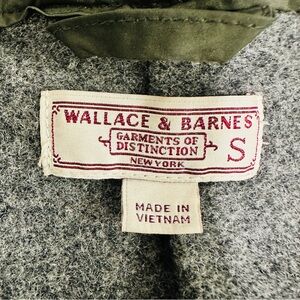 WALLACE & BARNES
GARMENTS OF
DISTINCTION
NEW YORK
S
MADE IN
VIETNAM